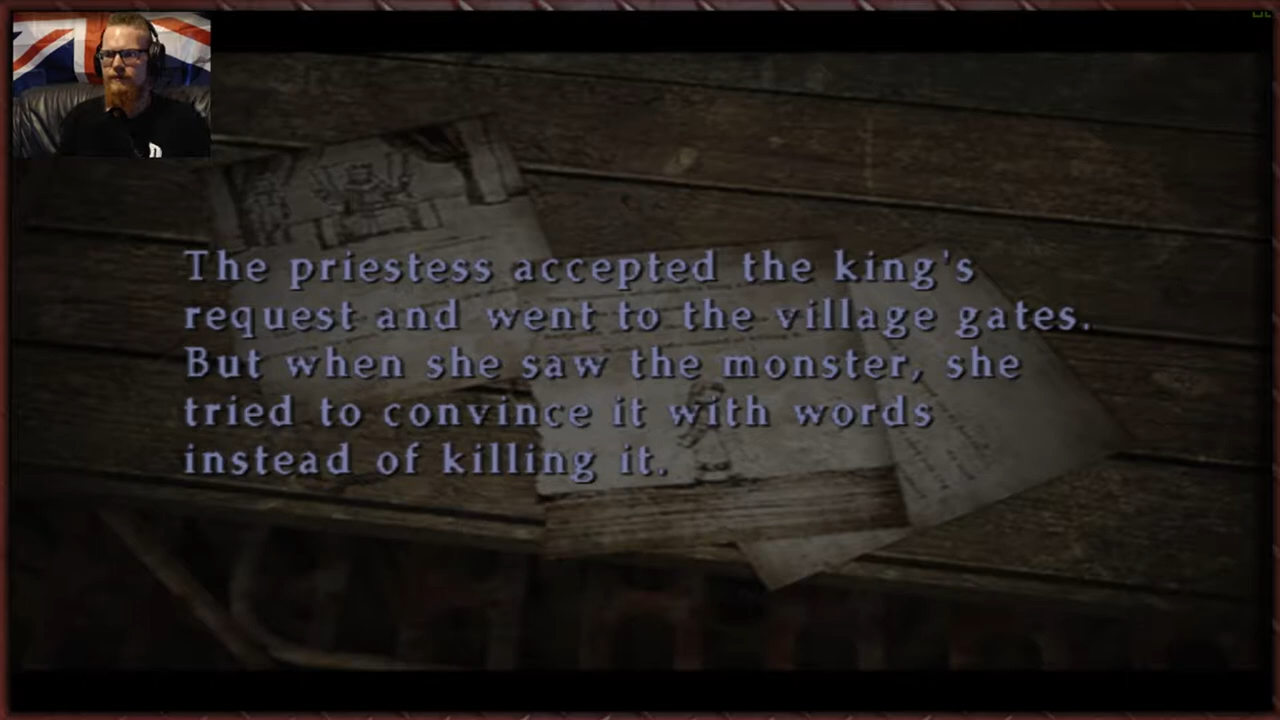 The priestess accepted the king's
request and went to the village gates.
But when she saw the monster, she
tried to convince it with words
instead of killing it.